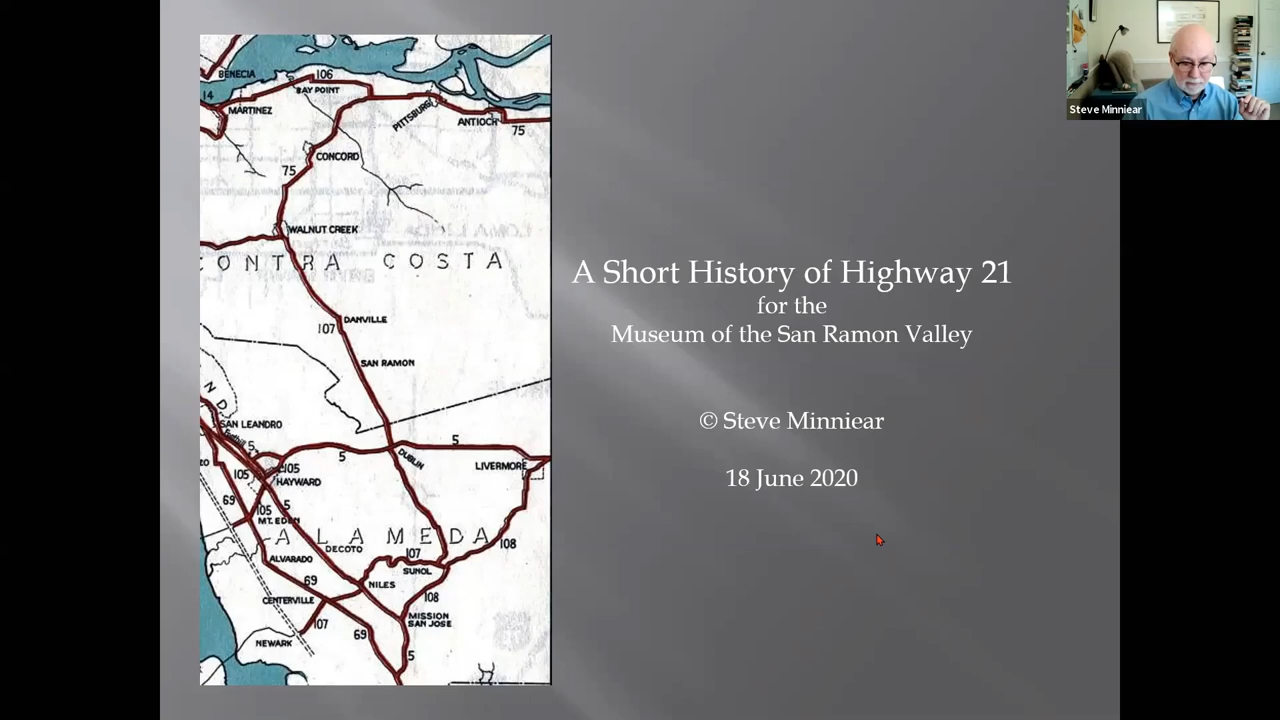 BENECIA
106
BAY POINT
14
MARTINEZ
PITTSBURG
ANTIOCH
75
CONCORD
75
WALNUT CREEK
CONTRA COSTA
DANVILLE
107
SAN RAMON
SAN LEANDRO
5
5
5
DUBLIN
LIVERMORE
105
105
HAYWARD
69
105
5
MT. EDEN
ALAMEDA
DECOTO
107
108
ALVARADO
SUNOL
69
NILES
108
CENTERVILLE
MISSION
SAN JOSE
107
69
NEWARK
5
A Short History of Highway 21
for the
Museum of the San Ramon Valley
© Steve Minniear
18 June 2020
Steve Minniear